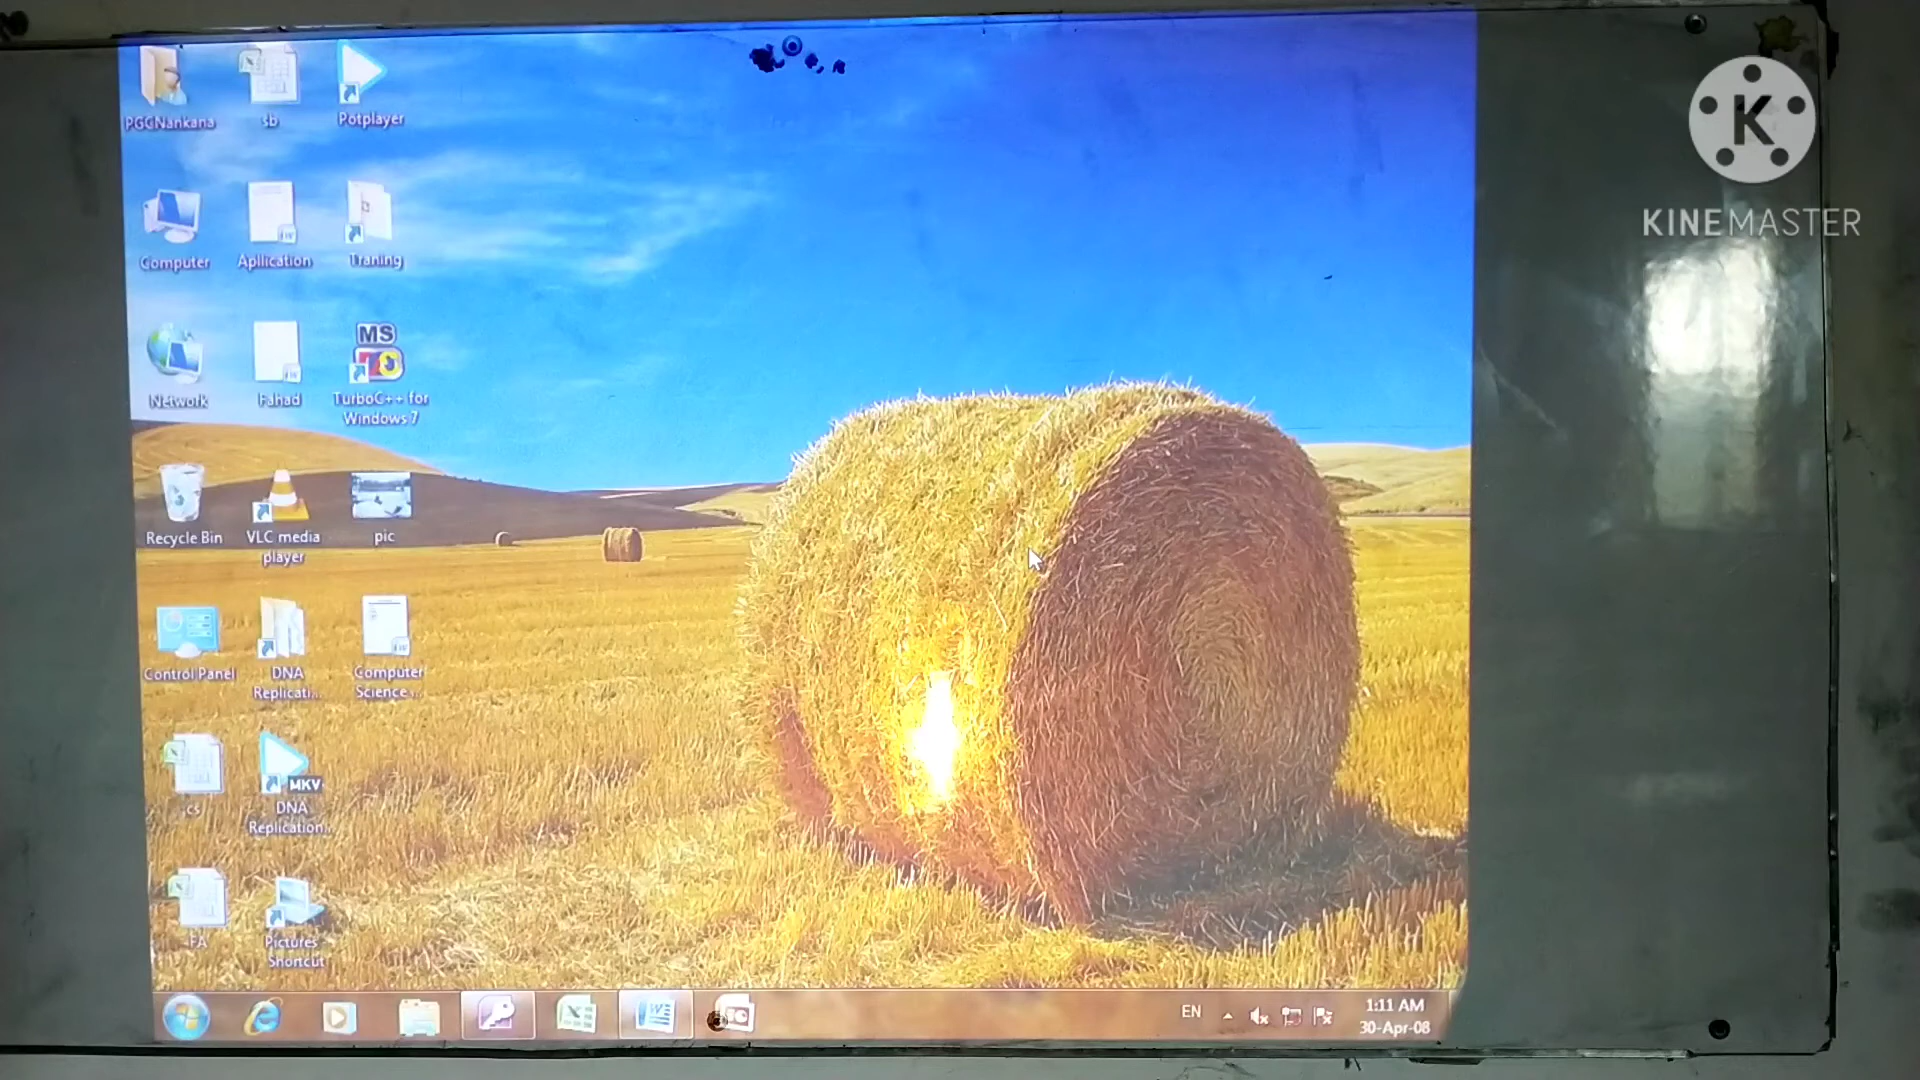 PGCNankana
sb
Potplayer
KINEMASTER
Computer
Apllication
Traning
Network
Fahad
MS
TurboC++ for
Windows 7
Recycle Bin
VLC media
player
pic
Control Panel
DNA
Replicati...
Computer
Science ...
cs
MKV
DNA
Replication...
FA
Pictures -
Shortcut
EN
1:11 AM
30-Apr-08